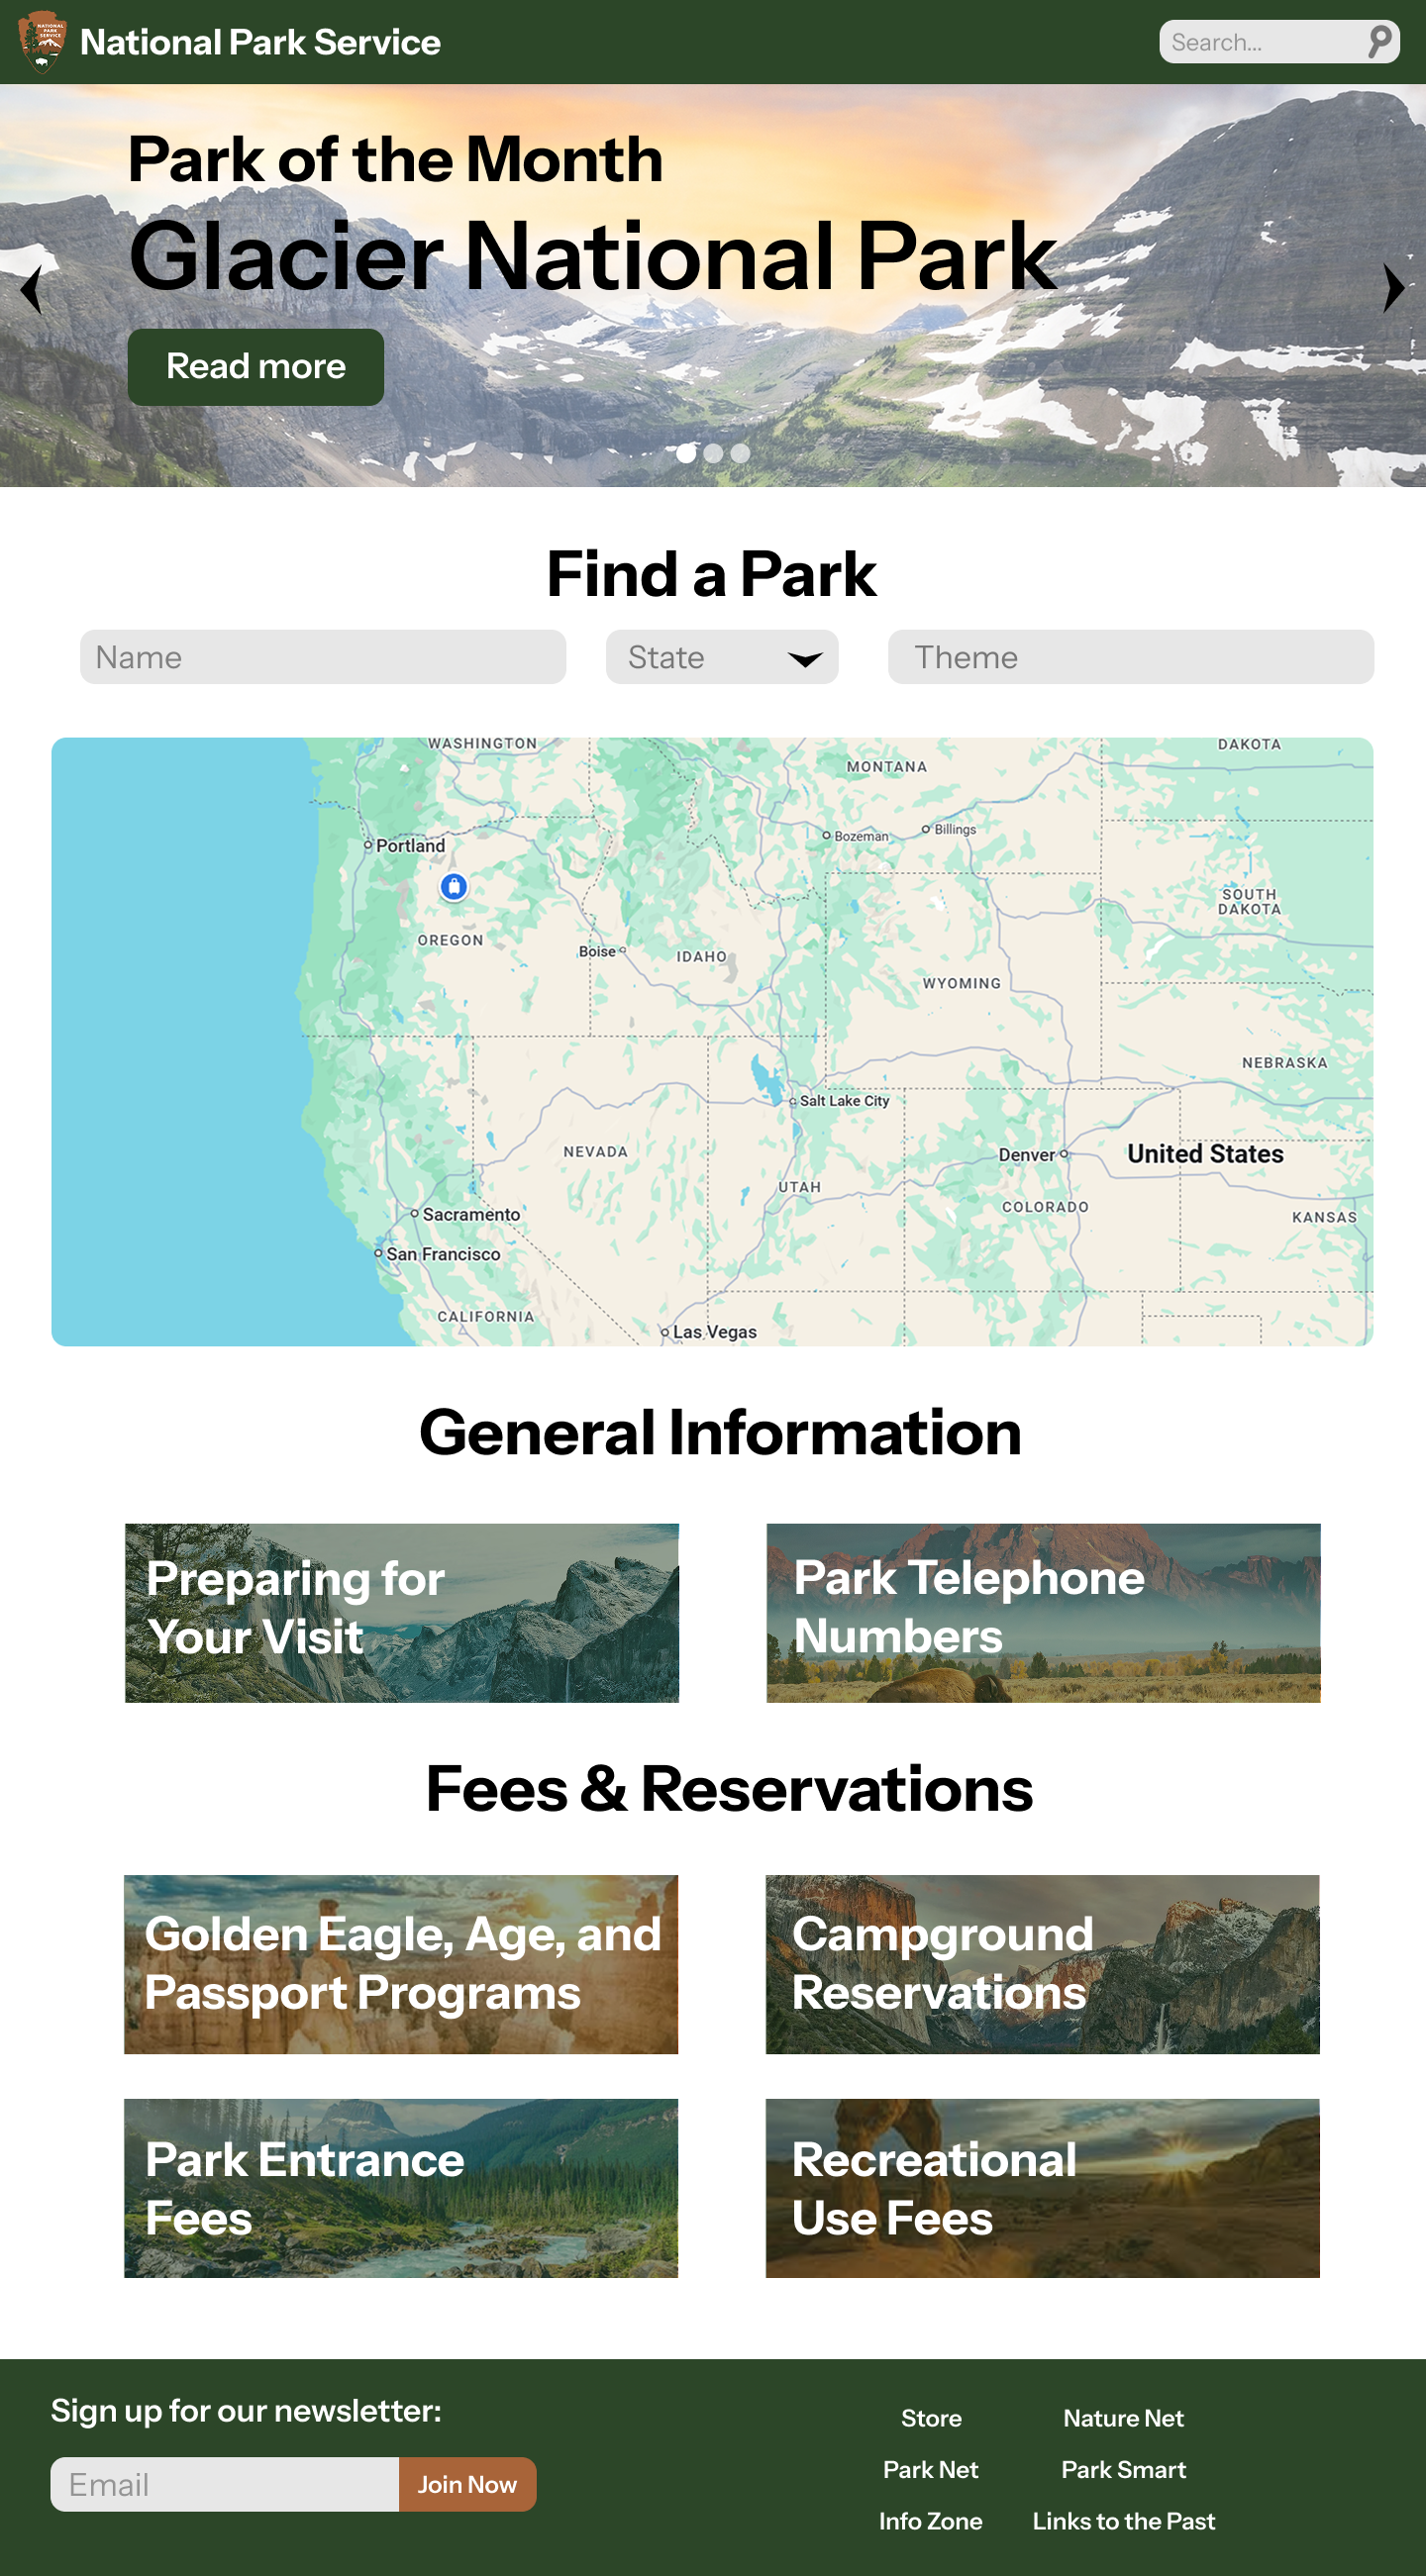 NATIONAL
PARK
SERVICE
National Park Service
Search...
Park of the Month
Glacier National Park
Read more
Find a Park
Name
State
Theme
WASHINGTON
DAKOTA
MONTANA
Bozeman
Billings
Portland
SOUTH
DAKOTA
OREGON
Boise
IDAHO
WYOMING
NEBRASKA
Salt Lake City
NEVADA
Denver
United States
UTAH
COLORADO
KANSAS
Sacramento
San Francisco
CALIFORNIA
Las Vegas
General Information
Preparing for
Your Visit
Park Telephone
Numbers
Fees & Reservations
Golden Eagle, Age, and
Passport Programs
Campground
Reservations
Park Entrance
Fees
Recreational
Use Fees
Sign up for our newsletter:
Email
Join Now
Store
Nature Net
Park Net
Park Smart
Info Zone
Links to the Past